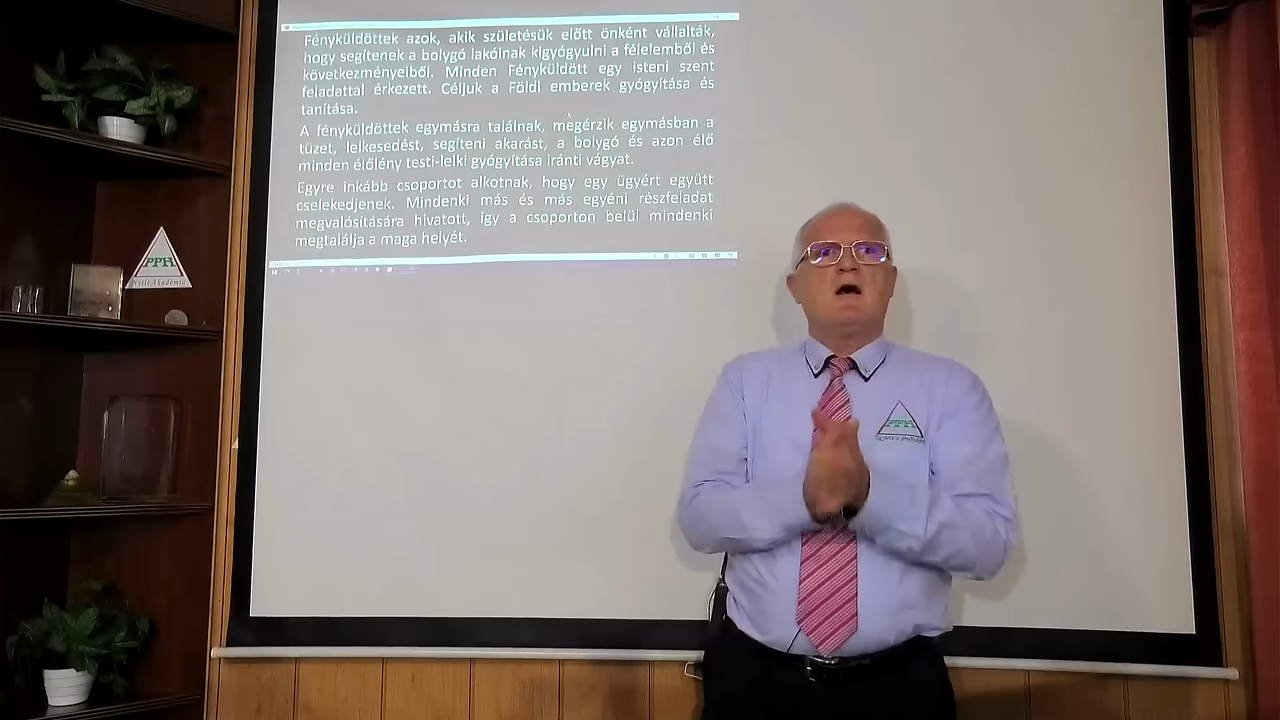 Fényküldöttek azok, akik születésük előtt önként vállalták,
hogy segítenek a bolygó lakóinak kigyógyulni a félelemből és
következményeiből. Minden Fényküldött egy isteni szent
feladattal érkezett. Céljuk a Földi emberek gyógyítása és
tanítása.
A fényküldöttek egymásra találnak, megérzik egymásban a
tüzet, lelkesedést, segíteni akarást, a bolygó és azon élő
minden élőlény testi-lelki gyógyítása iránti vágyat.
Egyre inkább csoportot alkotnak, hogy egy ügyért együtt
cselekedjenek. Mindenki más és más egyéni részfeladat
megvalósítására hivatott, így a csoporton belül mindenki
megtalálja a maga helyét.
PPH
Nyílt Akadémia
PPH